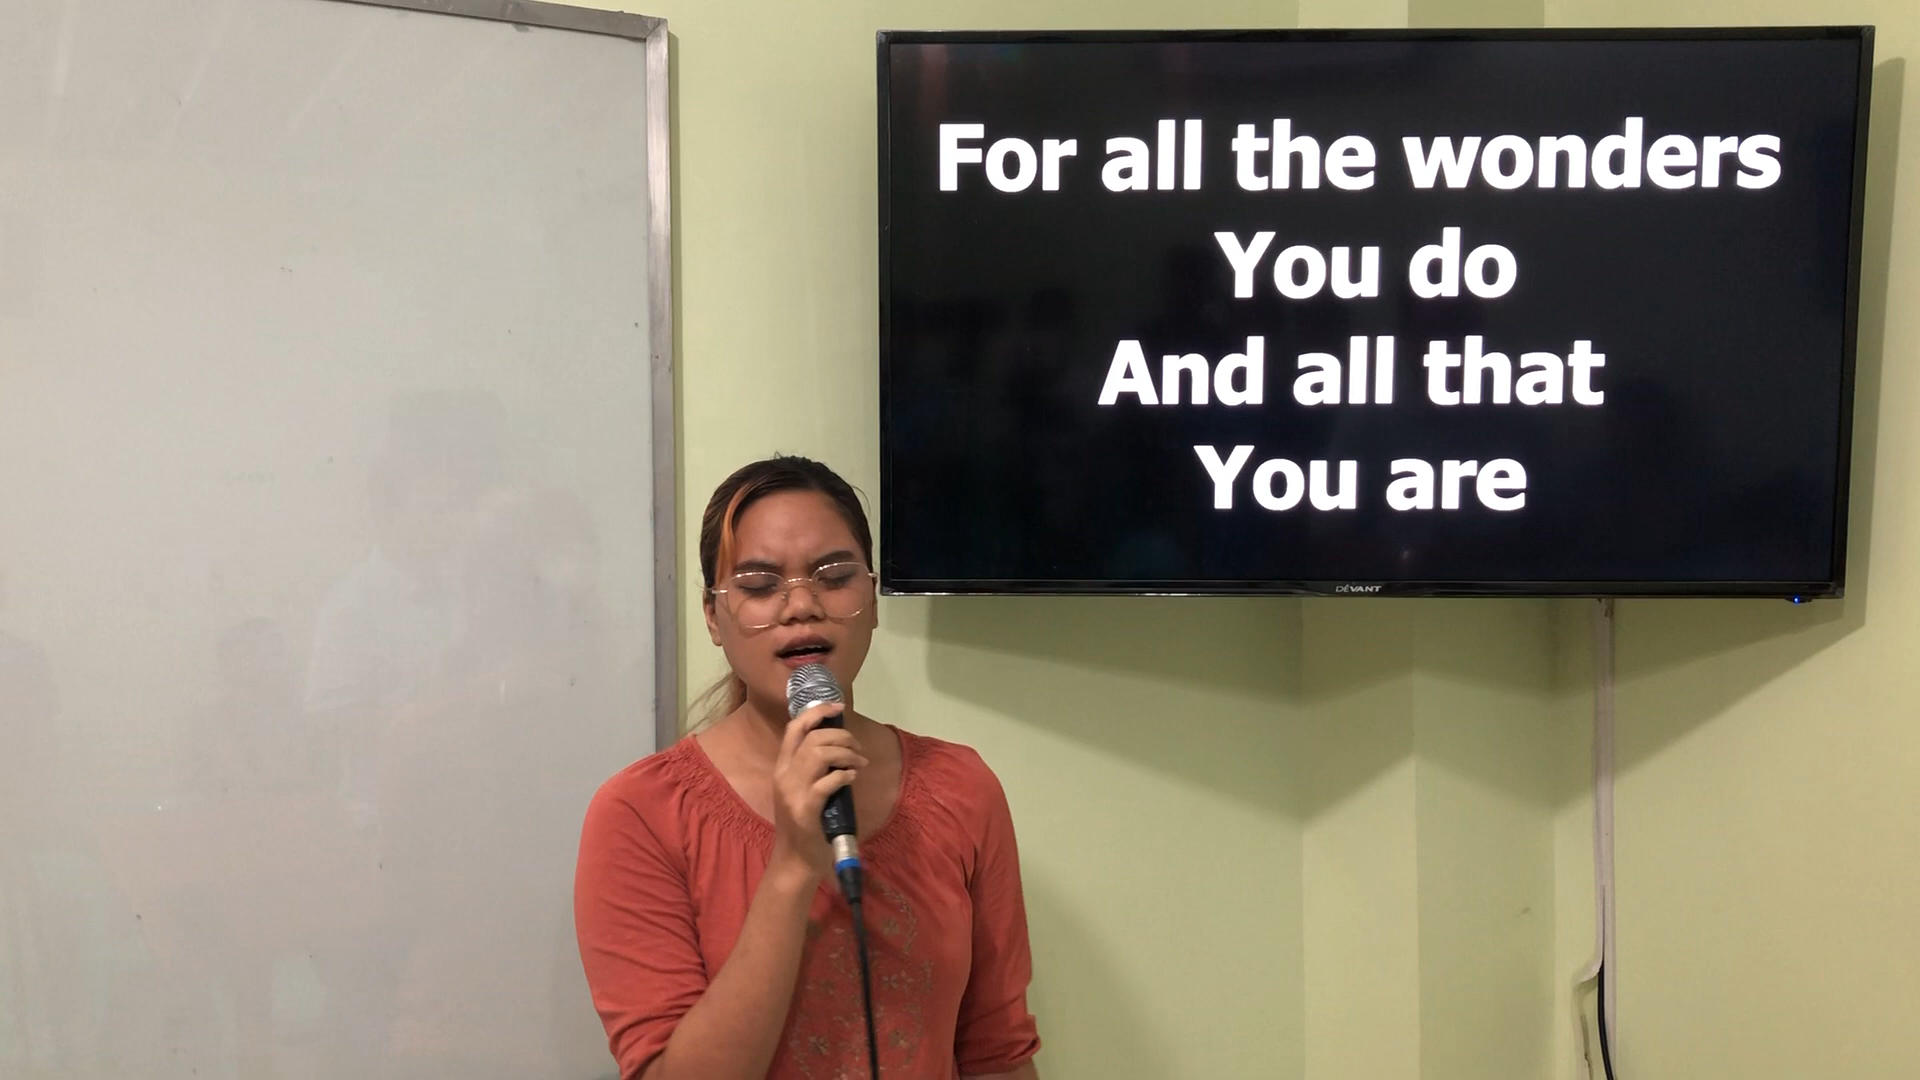 For all the wonders
You do
And all that
You are
DEVANT